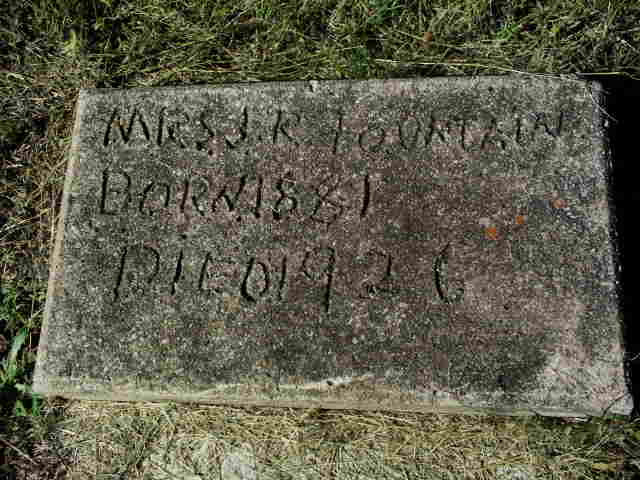 MRS. J. R. FOUNTAIN
BORN. 1881
DIED 1926